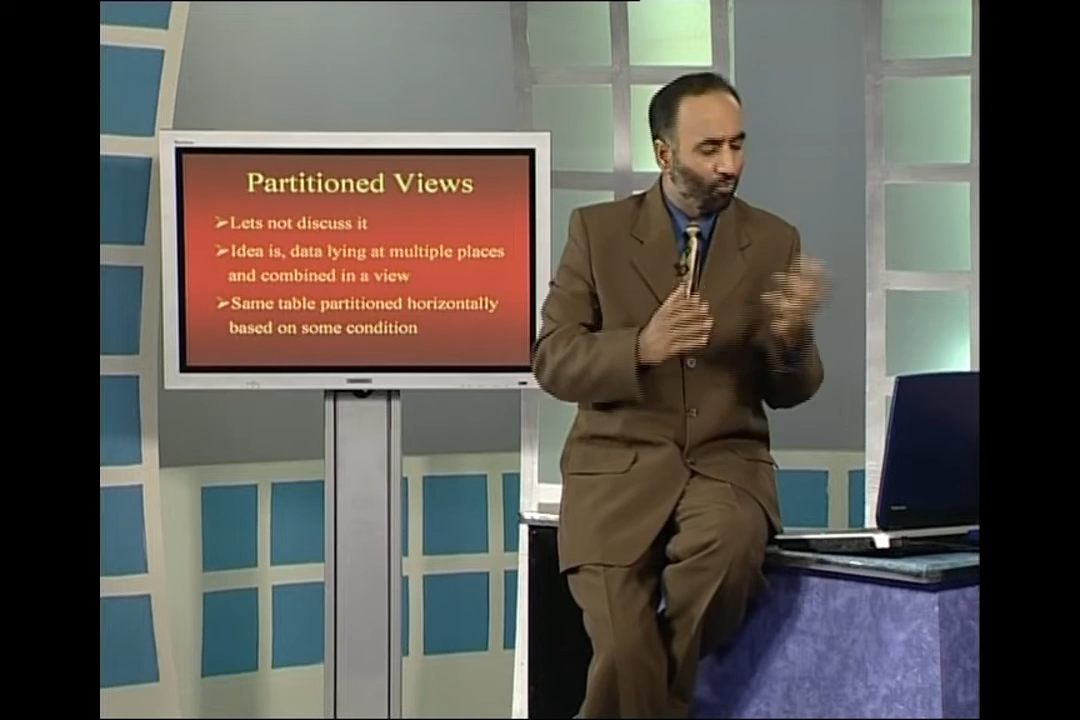 Partitioned Views
➢Lets not discuss it
➢Idea is, data lying at multiple places
and combined in a view
➢Same table partitioned horizontally
based on some condition